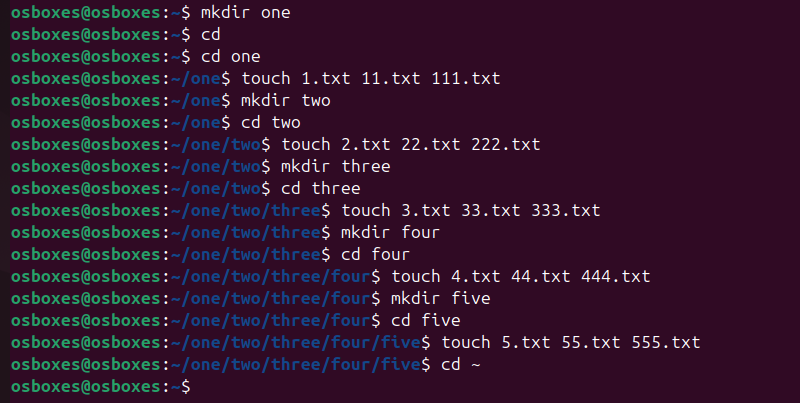 osboxes@osboxes:~$ mkdir one
osboxes@osboxes:~$ cd
osboxes@osboxes:~$ cd one
osboxes@osboxes:~/one$ touch 1.txt 11.txt 111.txt
osboxes@osboxes:~/one$ mkdir two
osboxes@osboxes:~/one$ cd two
osboxes@osboxes:~/one/two$ touch 2.txt 22.txt 222.txt
osboxes@osboxes:~/one/two$ mkdir three
osboxes@osboxes:~/one/two$ cd three
osboxes@osboxes:~/one/two/three$ touch 3.txt 33.txt 333.txt
osboxes@osboxes:~/one/two/three$ mkdir four
osboxes@osboxes:~/one/two/three$ cd four
osboxes@osboxes:~/one/two/three/four$ touch 4.txt 44.txt 444.txt
osboxes@osboxes:~/one/two/three/four$ mkdir five
osboxes@osboxes:~/one/two/three/four$ cd five
osboxes@osboxes:~/one/two/three/four/five$ touch 5.txt 55.txt 555.txt
osboxes@osboxes:~/one/two/three/four/five$ cd ~
osboxes@osboxes:~$